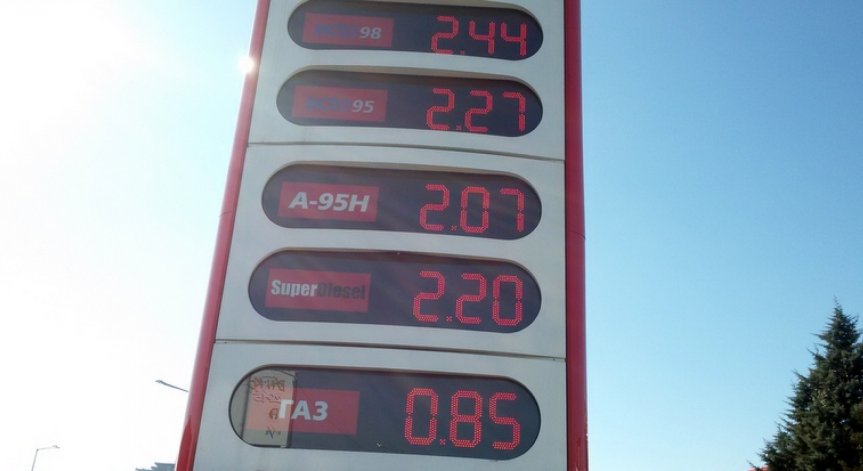 98 2.44
95 2.27
A-95H 2.07
SuperDiesel 2.20
ГАЗ 0.85